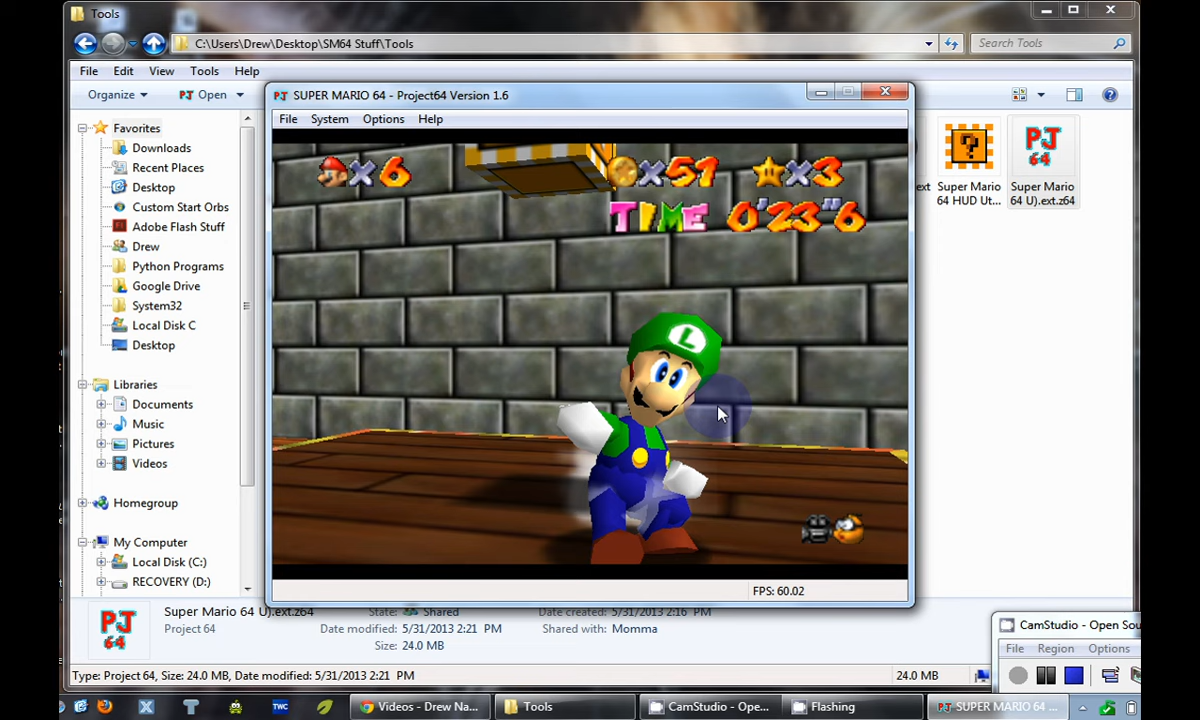 Tools
C:\Users\Drew\Desktop\SM64 Stuff\Tools
Search Tools
File Edit View Tools Help
Organize PJ Open
SUPER MARIO 64 - Project64 Version 1.6
File System Options Help
Favorites
Downloads
Recent Places
Desktop
Custom Start Orbs
Adobe Flash Stuff
Drew
Python Programs
Google Drive
System32
Local Disk C
Desktop
Libraries
Documents
Music
Pictures
Videos
Homegroup
My Computer
Local Disk (C:)
RECOVERY (D:)
×6
×51
×3
TIME 0'23"6
L
FPS: 60.02
?
PJ 64
ext
Super Mario
64 HUD Ut...
Super Mario
64 U).ext.z64
PJ 64
Super Mario 64 U).ext.z64
Project 64
State: Shared
Date modified: 5/31/2013 2:21 PM
Size: 24.0 MB
Date created: 5/31/2013 2:16 PM
Shared with: Momma
Type: Project 64, Size: 24.0 MB, Date modified: 5/31/2013 2:21 PM
24.0 MB
CamStudio - Open Sou
File Region Options
TWC
Videos - Drew Na...
Tools
CamStudio - Ope...
Flashing
SUPER MARIO 64 ...